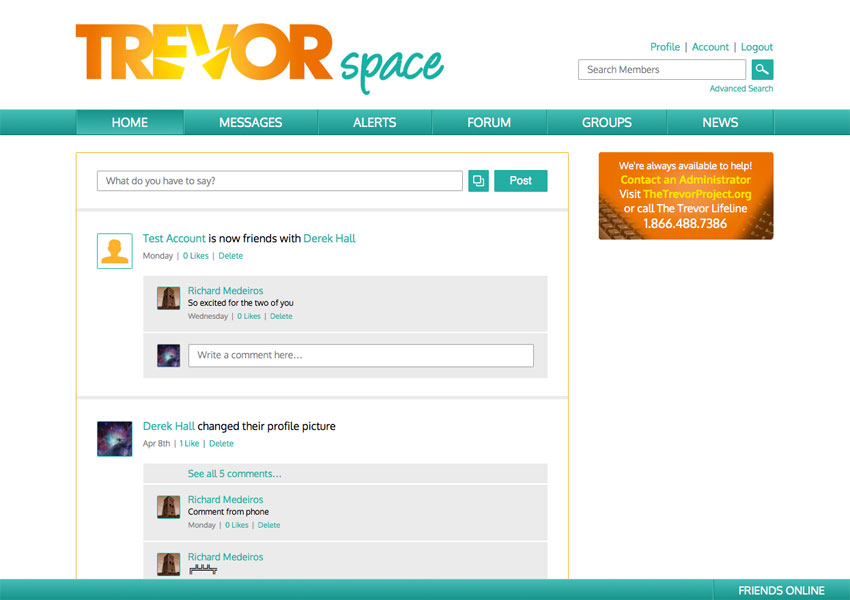 TREVOR space
Profile | Account | Logout
Search Members
Advanced Search
HOME MESSAGES ALERTS FORUM GROUPS NEWS
What do you have to say? Post
We're always available to help!
Contact an Administrator
Visit TheTrevorProject.org
or call The Trevor Lifeline
1.866.488.7386
Test Account is now friends with Derek Hall
Monday | 0 Likes | Delete
Richard Medeiros
So excited for the two of you
Wednesday | 0 Likes | Delete
Write a comment here...
Derek Hall changed their profile picture
Apr 8th | 1 Like | Delete
See all 5 comments...
Richard Medeiros
Comment from phone
Monday | 0 Likes | Delete
Richard Medeiros
FRIENDS ONLINE